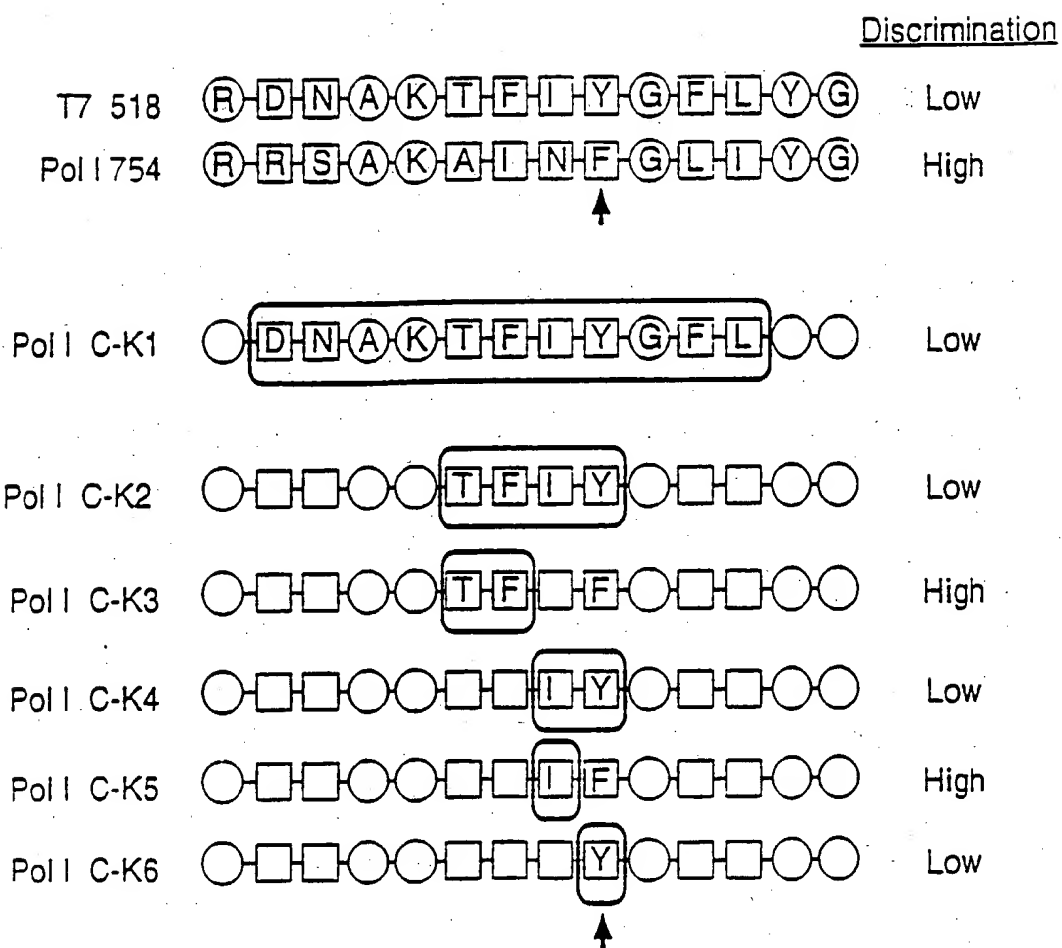 Discrimination
T7 518 R D N A K T F I Y G F L Y G Low
Pol I 754 R R S A K A I N F G L I Y G High
Pol I C-K1 D N A K T F I Y G F L Low
Pol I C-K2 T F I Y Low
Pol I C-K3 T F F High
Pol I C-K4 I Y Low
Pol I C-K5 I F High
Pol I C-K6 Y Low